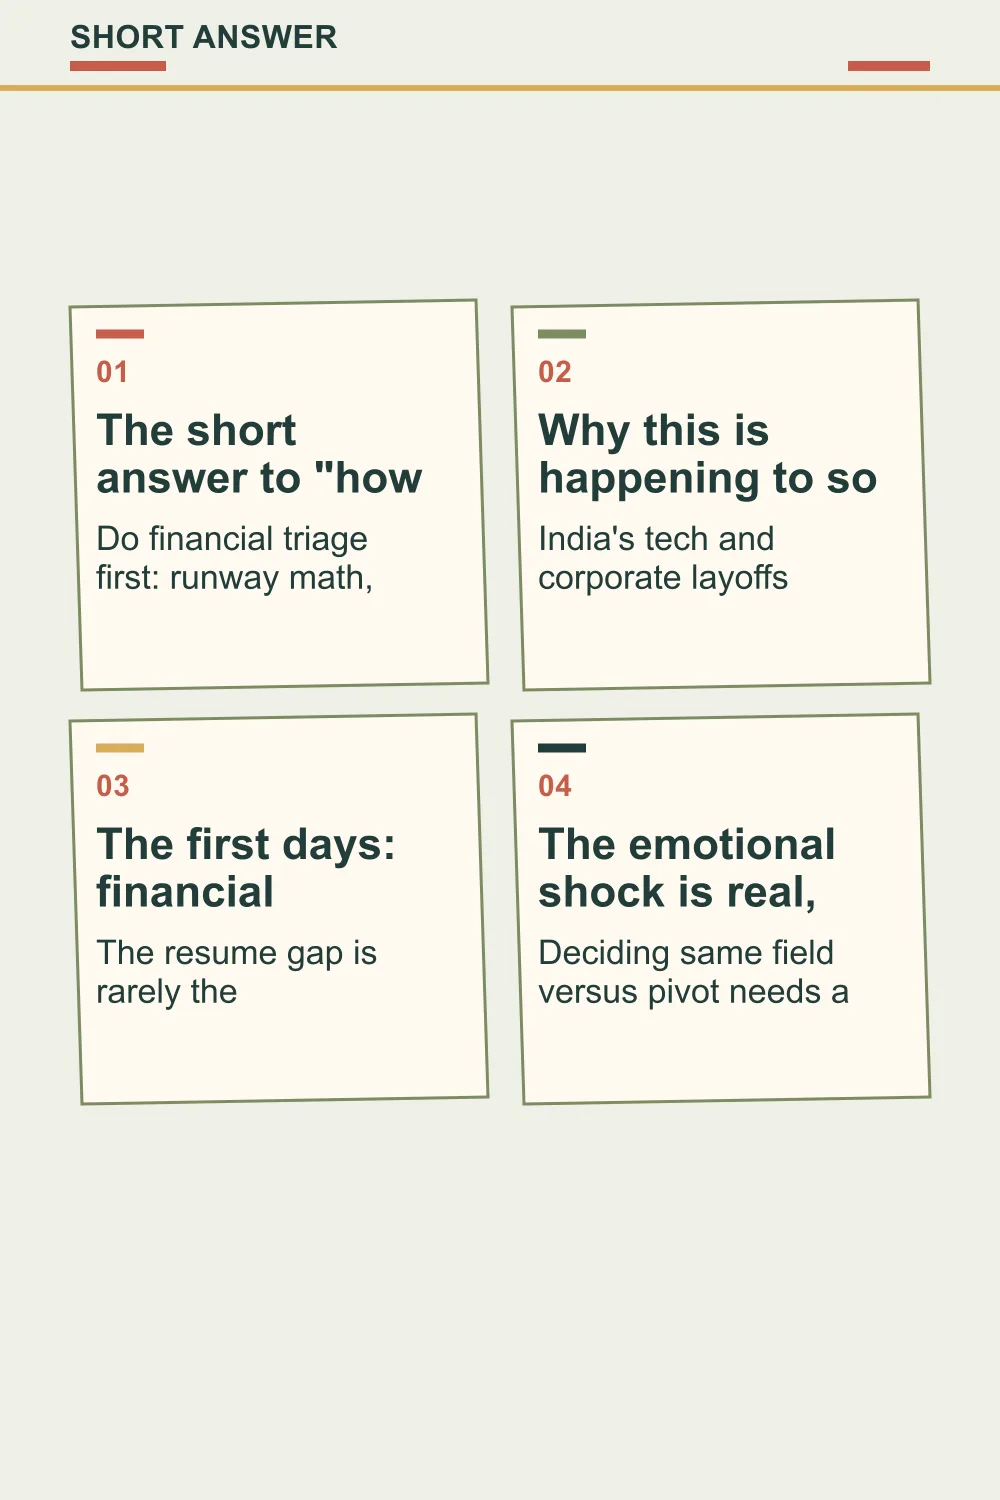 SHORT ANSWER
01
The short
answer to "how
Do financial triage
first: runway math,
02
Why this is
happening to so
India's tech and
corporate layoffs
03
The first days:
financial
The resume gap is
rarely the
04
The emotional
shock is real,
Deciding same field
versus pivot needs a